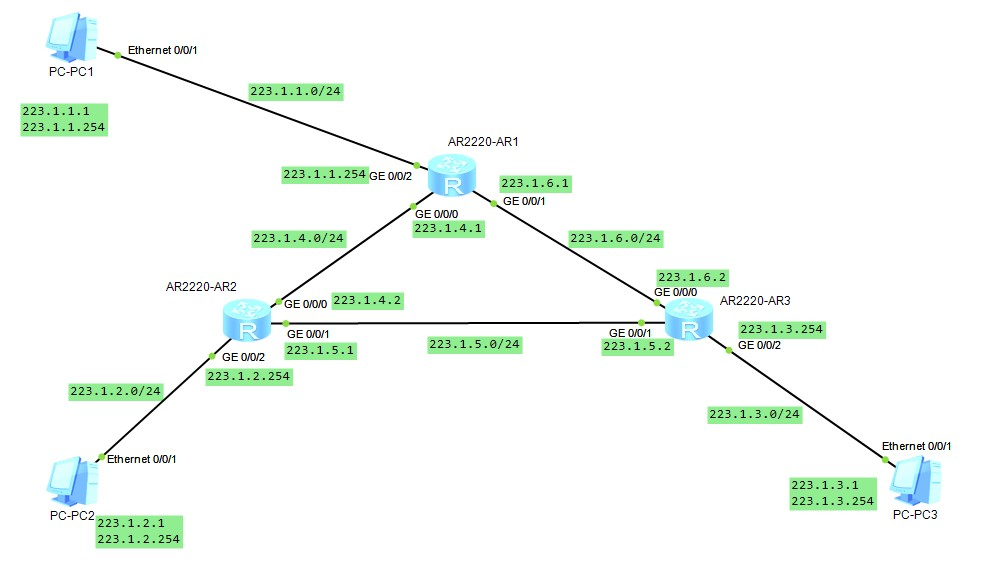 Ethernet 0/0/1
PC-PC1
223.1.1.0/24
223.1.1.1
223.1.1.254
AR2220-AR1
223.1.1.254
GE 0/0/2
R
223.1.6.1
GE 0/0/1
GE 0/0/0
223.1.4.1
223.1.4.0/24
223.1.6.0/24
223.1.6.2
GE 0/0/0
AR2220-AR2
GE 0/0/0
223.1.4.2
AR2220-AR3
R
R
GE 0/0/1
223.1.5.1
223.1.5.0/24
GE 0/0/1
223.1.5.2
223.1.3.254
GE 0/0/2
GE 0/0/2
223.1.2.254
223.1.2.0/24
223.1.3.0/24
Ethernet 0/0/1
Ethernet 0/0/1
PC-PC2
223.1.2.1
223.1.2.254
223.1.3.1
223.1.3.254
PC-PC3